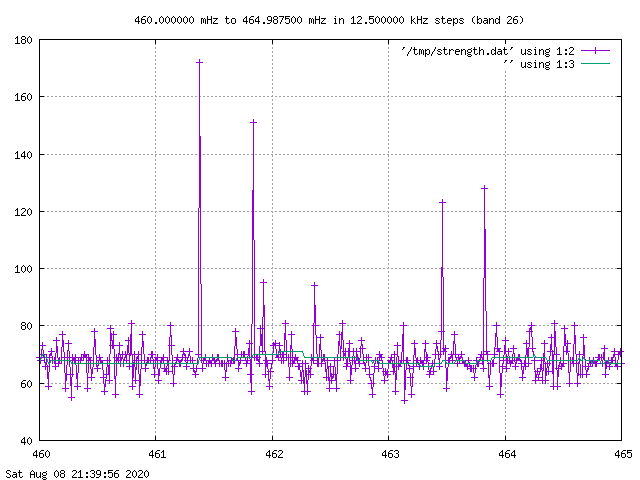 460.000000 mHz to 464.987500 mHz in 12.500000 kHz steps (band 26)
180
'/tmp/strength.dat' using 1:2
'' using 1:3
160
140
120
100
80
60
40
460 461 462 463 464 465
Sat Aug 08 21:39:56 2020